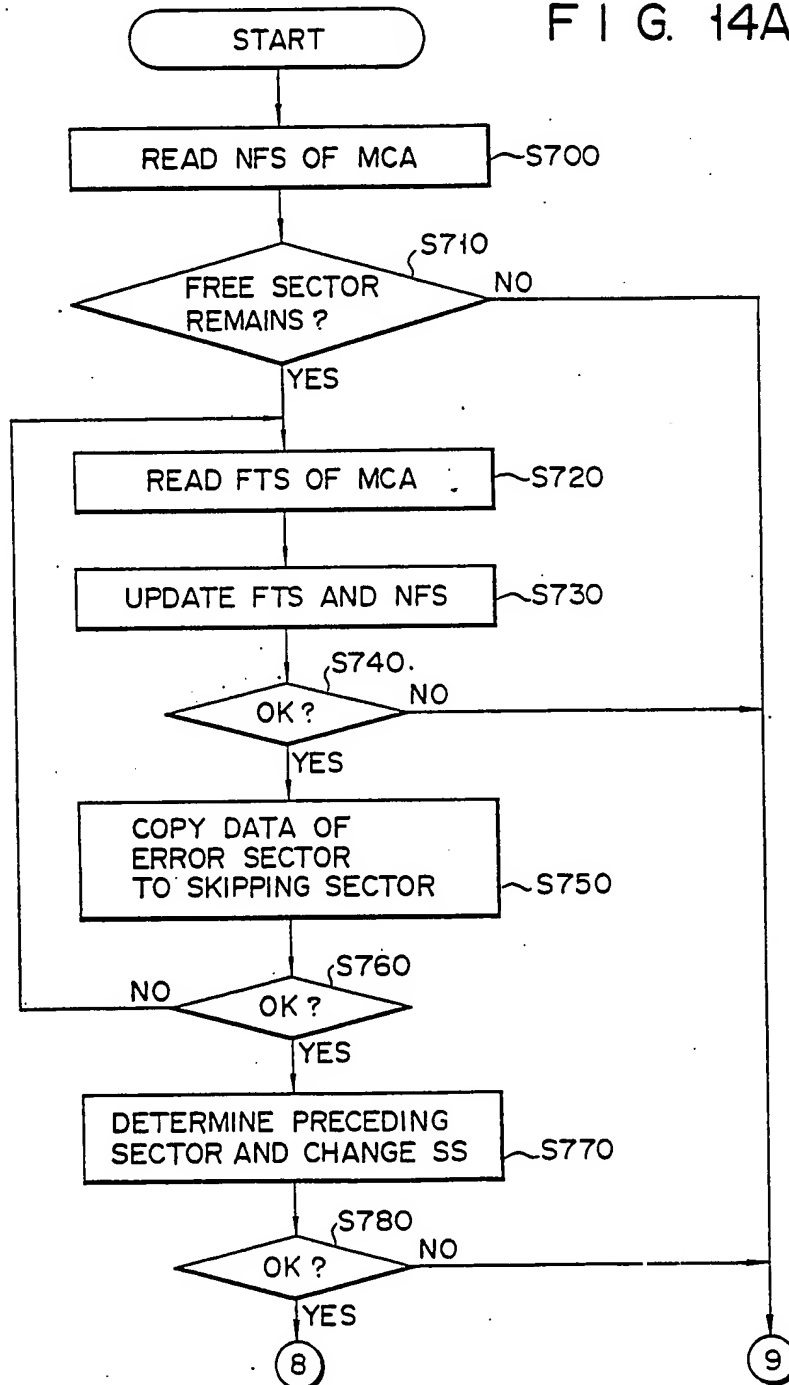 FIG. 14A
START
READ NFS OF MCA
S700
S710
FREE SECTOR
REMAINS?
NO
YES
READ FTS OF MCA
S720
UPDATE FTS AND NFS
S730
S740.
OK?
NO
YES
COPY DATA OF
ERROR SECTOR
TO SKIPPING SECTOR
S750
S760
NO
OK?
YES
DETERMINE PRECEDING
SECTOR AND CHANGE SS
S770
S780
OK?
NO
YES
8
9